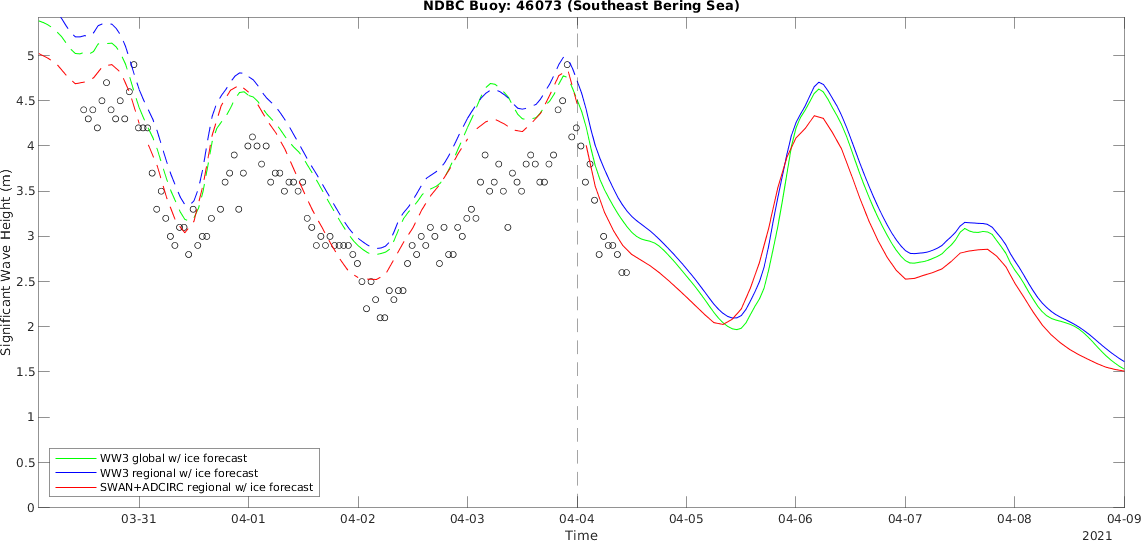 NDBC Buoy: 46073 (Southeast Bering Sea)
Significant Wave Height (m)
5
4.5
4
3.5
3
2.5
2
1.5
1
0.5
0
WW3 global w/ ice forecast
WW3 regional w/ ice forecast
SWAN+ADCIRC regional w/ ice forecast
03-31 04-01 04-02 04-03 04-04 04-05 04-06 04-07 04-08 04-09
Time
2021